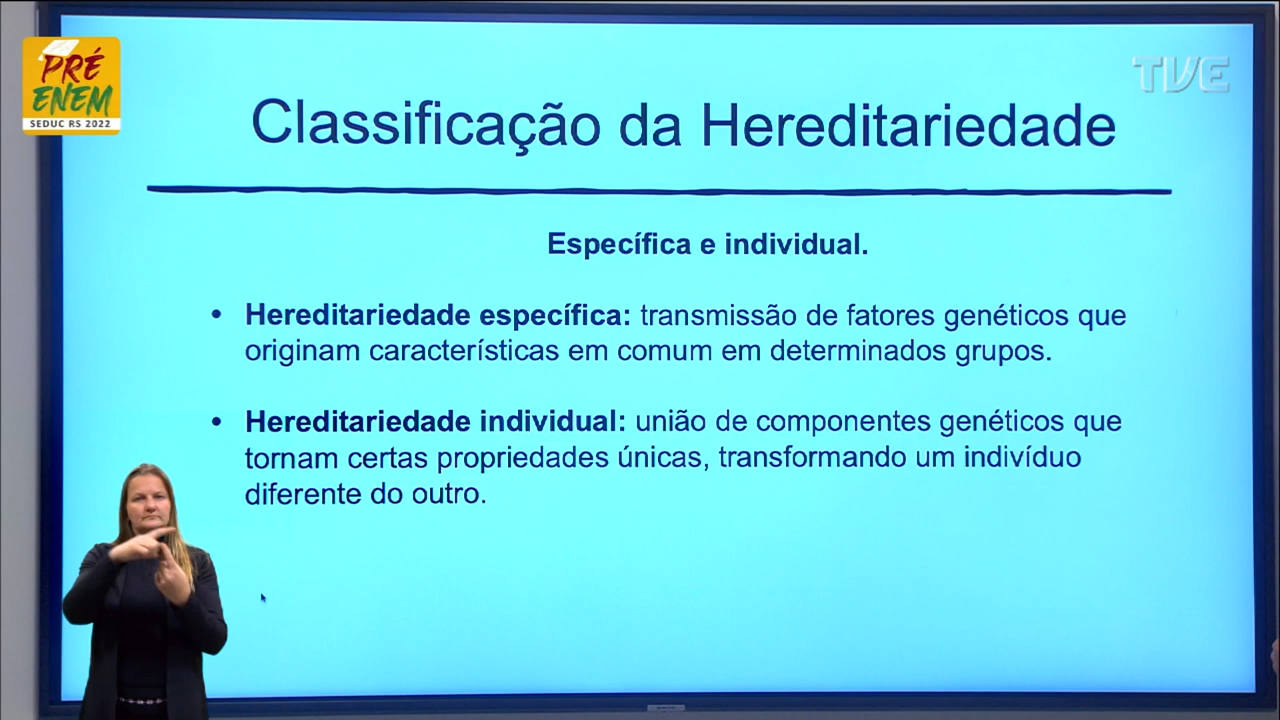 PRÉ
ENEM
SEDUC RS 2022
TVE
Classificação da Hereditariedade
Específica e individual.
• Hereditariedade específica: transmissão de fatores genéticos que
originam características em comum em determinados grupos.
• Hereditariedade individual: união de componentes genéticos que
tornam certas propriedades únicas, transformando um indivíduo
diferente do outro.